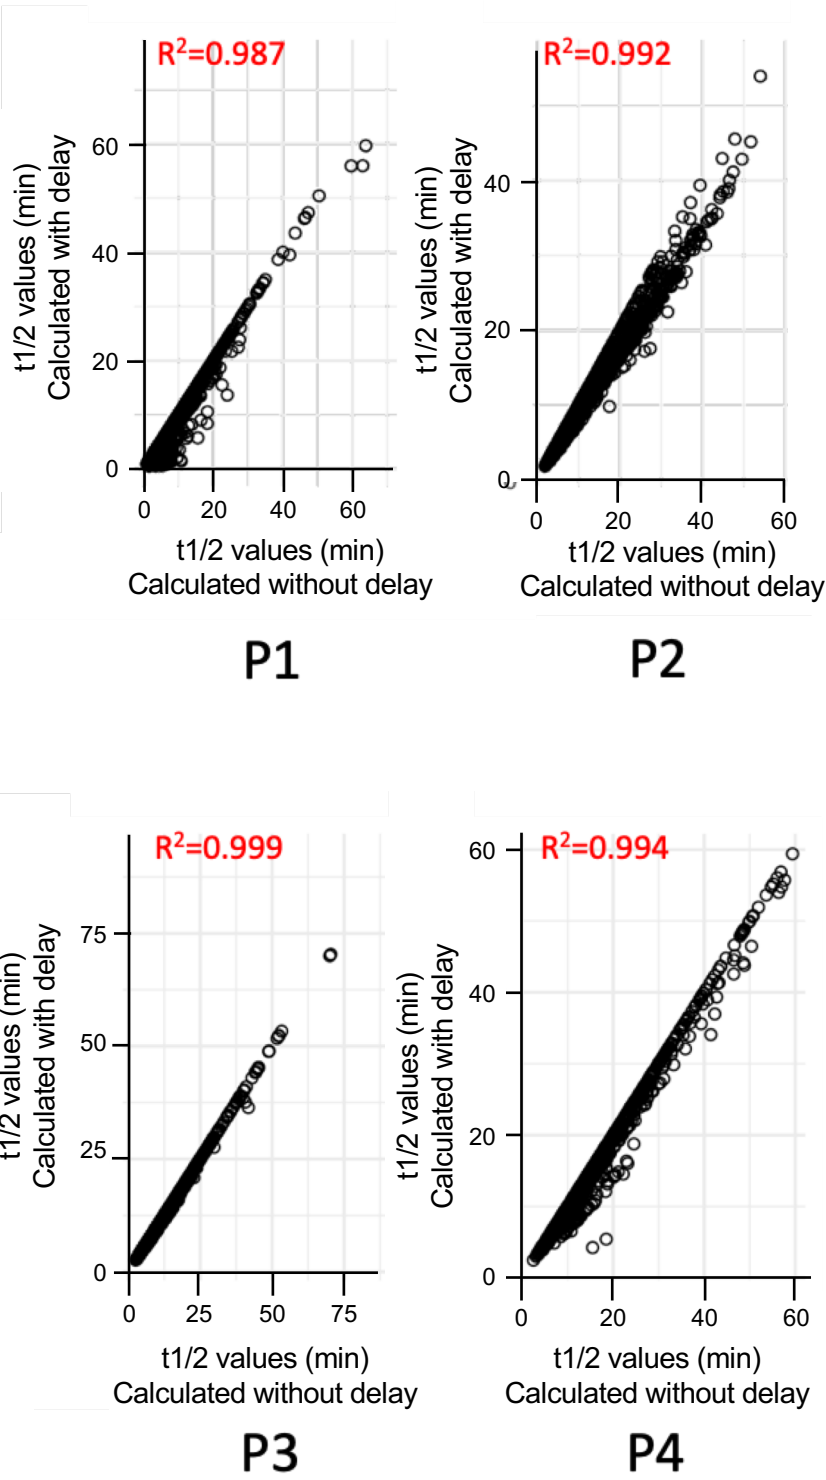 R²=0.987
t1/2 values (min)
Calculated with delay
60
40
20
0
0 20 40 60
t1/2 values (min)
Calculated without delay
P1
R²=0.992
t1/2 values (min)
Calculated with delay
40
20
0
0 20 40 60
t1/2 values (min)
Calculated without delay
P2
R²=0.999
t1/2 values (min)
Calculated with delay
75
50
25
0
0 25 50 75
t1/2 values (min)
Calculated without delay
P3
R²=0.994
t1/2 values (min)
Calculated with delay
60
40
20
0
0 20 40 60
t1/2 values (min)
Calculated without delay
P4